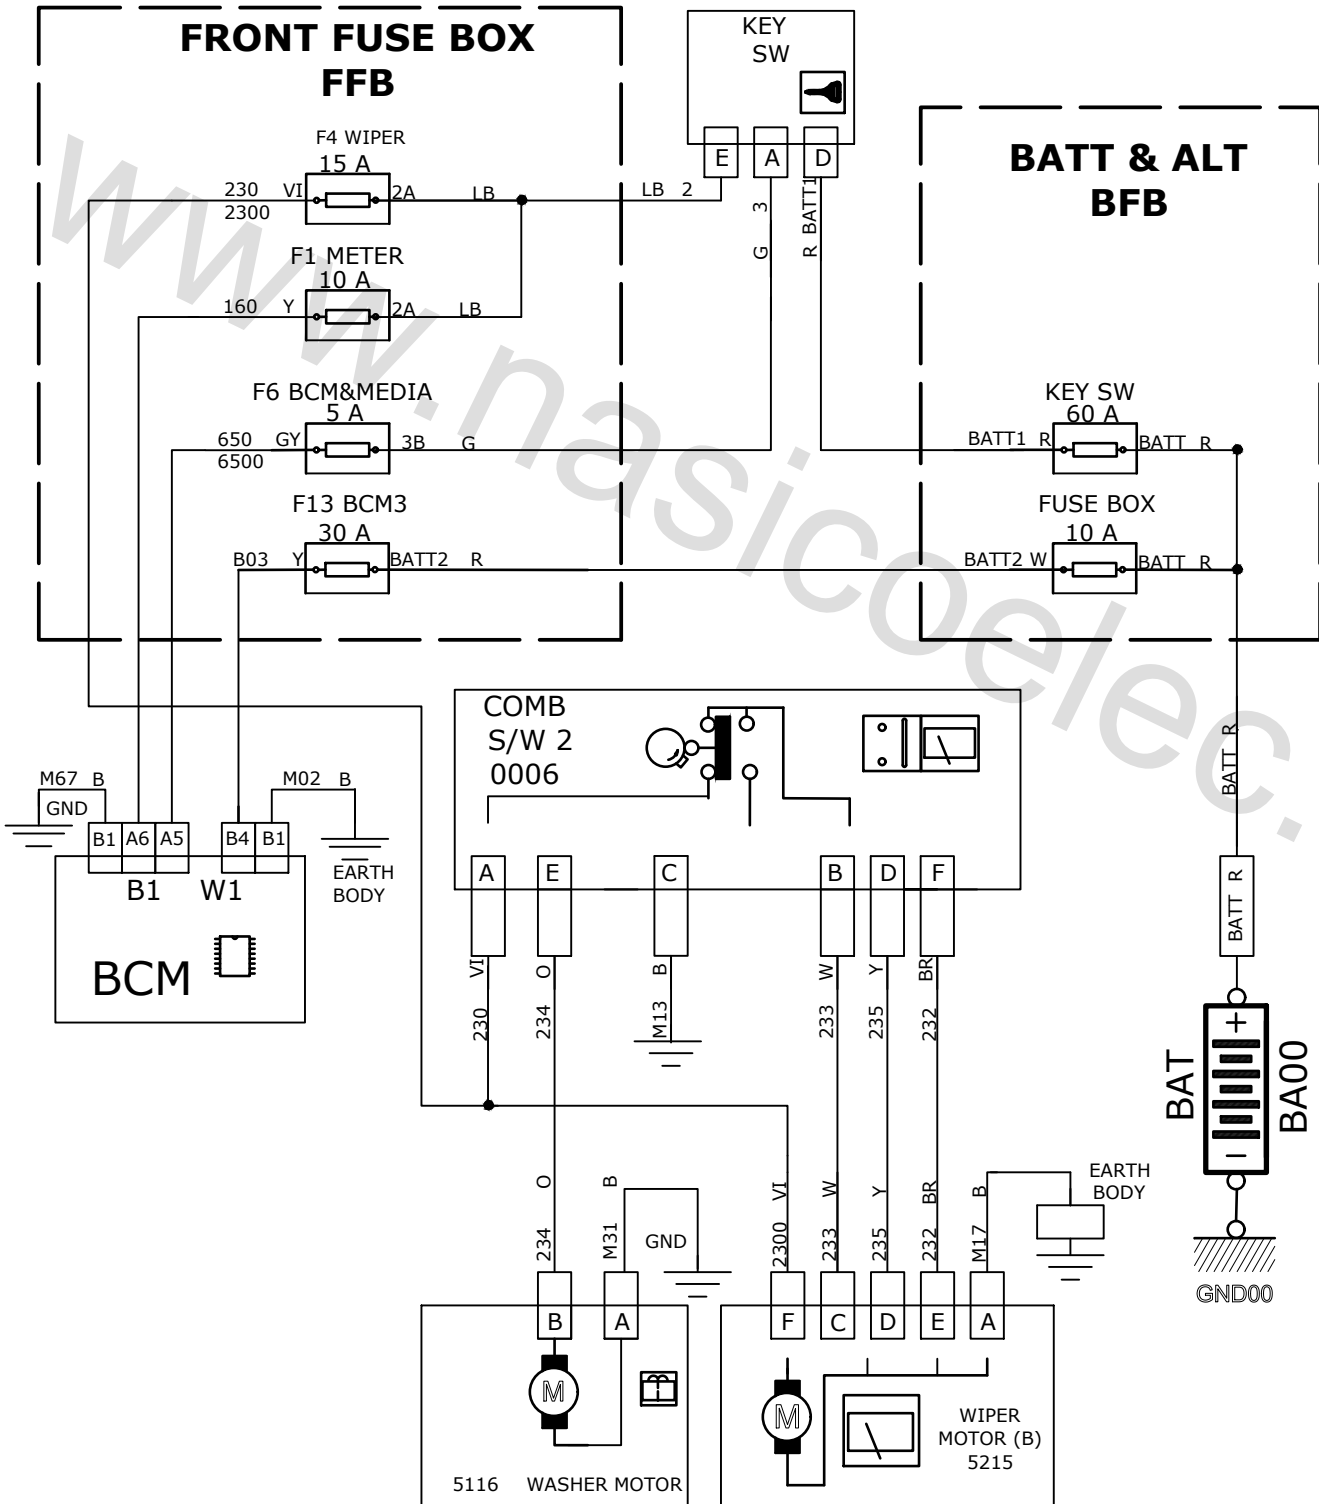 FRONT FUSE BOX
FFB
KEY
SW
E A D
BATT & ALT
BFB
F4 WIPER
15 A
230 VI 2A LB LB 2
2300
3
G
R BATT1
F1 METER
10 A
160 Y 2A LB
F6 BCM&MEDIA
5 A
650 GY 3B G
6500
KEY SW
60 A
BATT1 R BATT R
F13 BCM3
30 A
B03 Y BATT2 R
FUSE BOX
10 A
BATT2 W BATT R
www.nasicoelec.
BATT R
COMB
S/W 2
0006
M67 B
GND
M02 B
B1 A6 A5 B4 B1
B1 W1
EARTH
BODY
BCM
A E C B D F
VI O B W Y BR
230 234 M13 233 235 232
BATT R
+
BAT
BA00
−
GND00
O B VI W Y BR B
234 M31 2300 233 235 232 M17
GND
EARTH
BODY
B A F C D E A
M
M
5116 WASHER MOTOR
WIPER
MOTOR (B)
5215